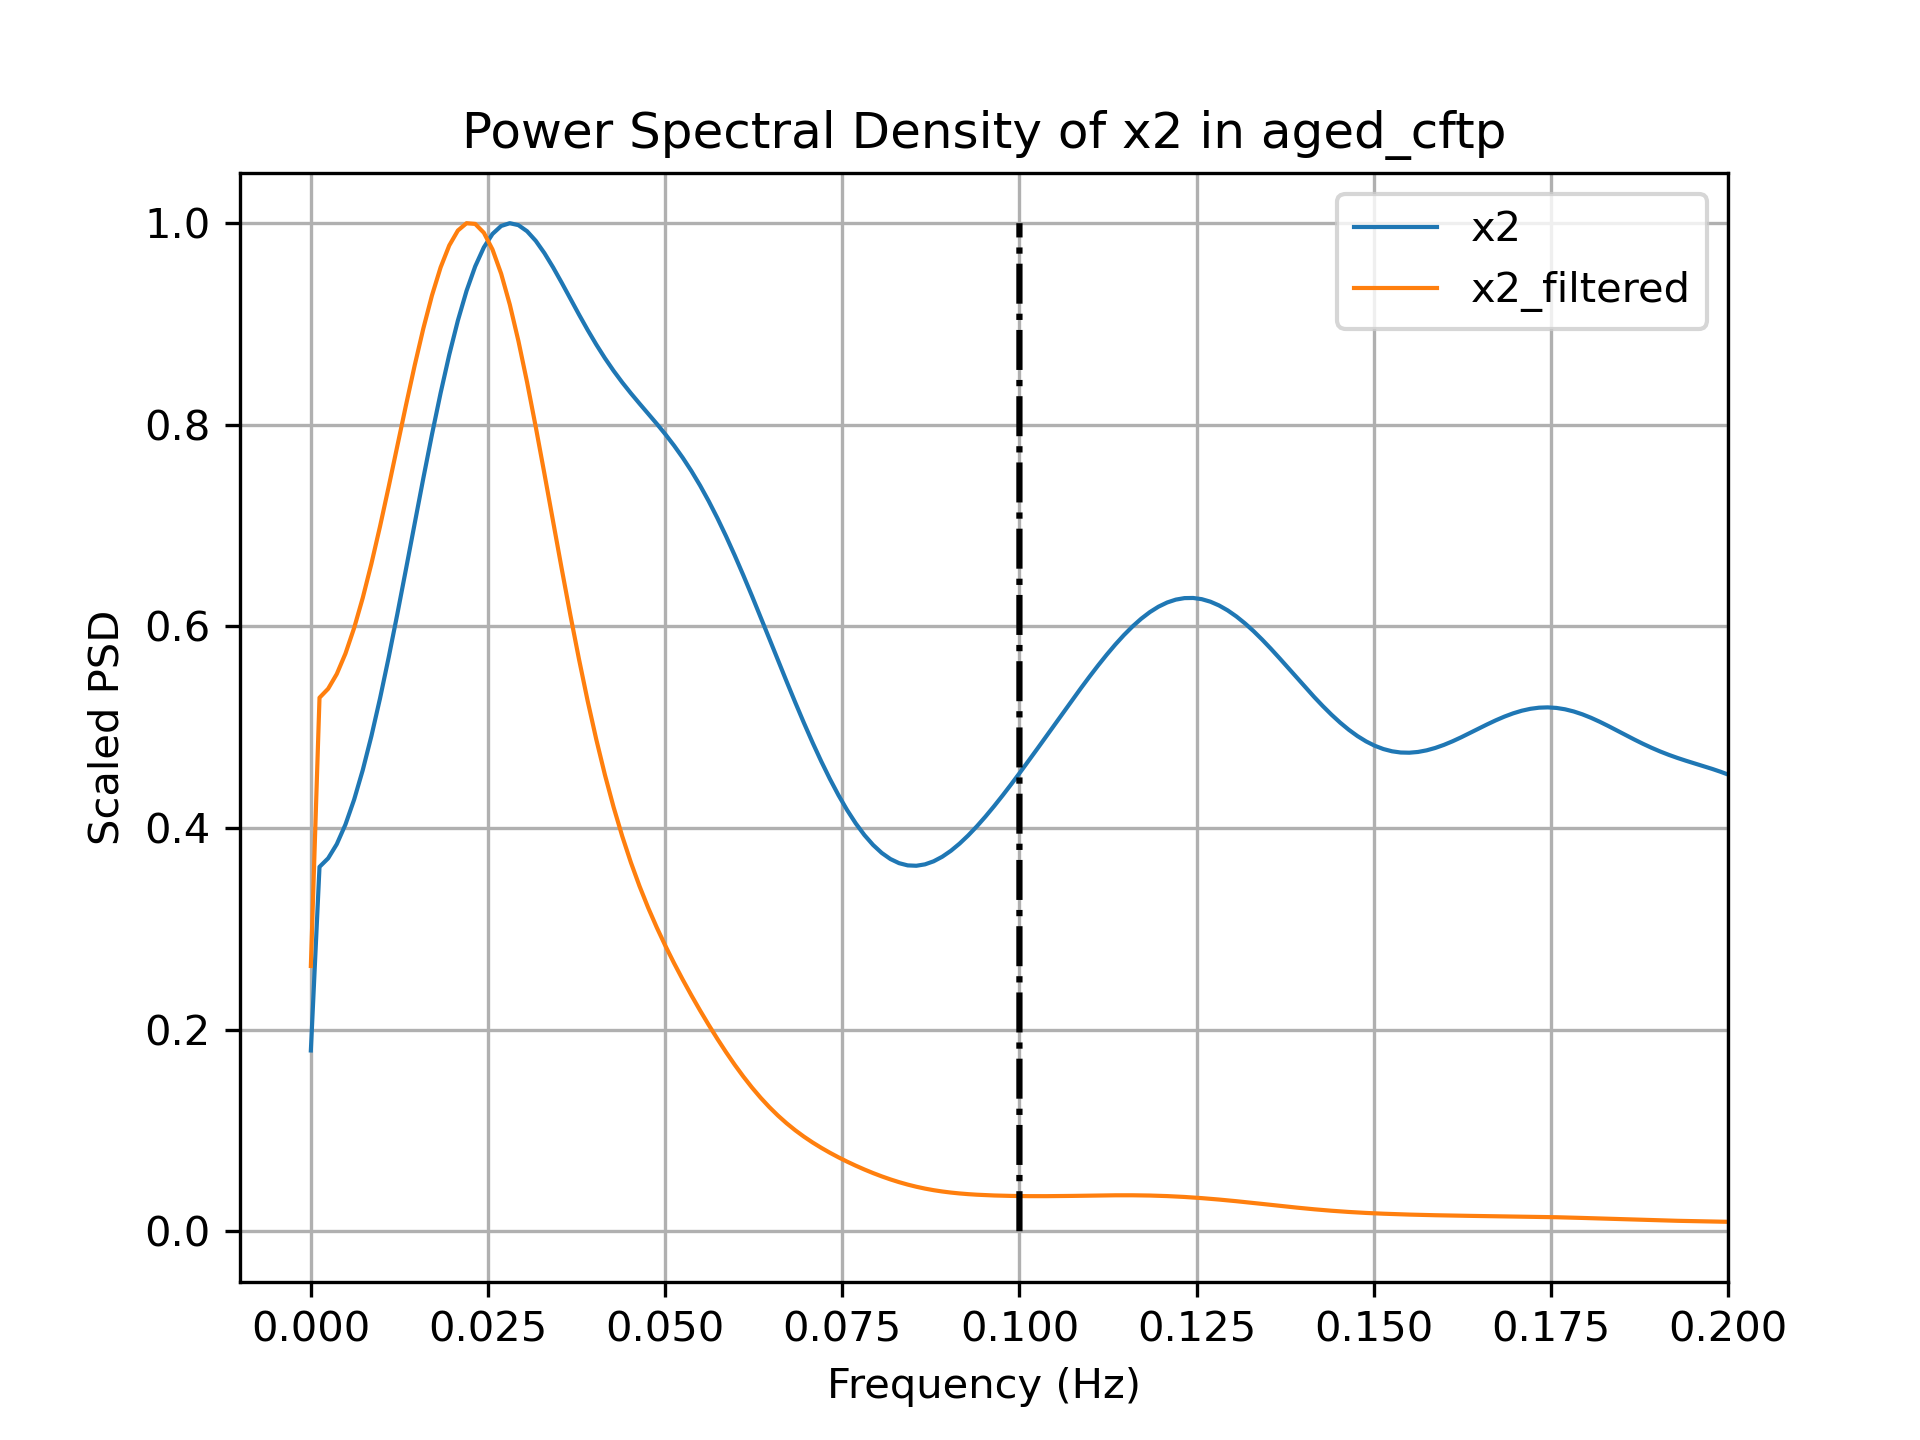 Power Spectral Density of x2 in aged_cftp
x2
x2_filtered
Scaled PSD
1.0
0.8
0.6
0.4
0.2
0.0
0.000 0.025 0.050 0.075 0.100 0.125 0.150 0.175 0.200
Frequency (Hz)